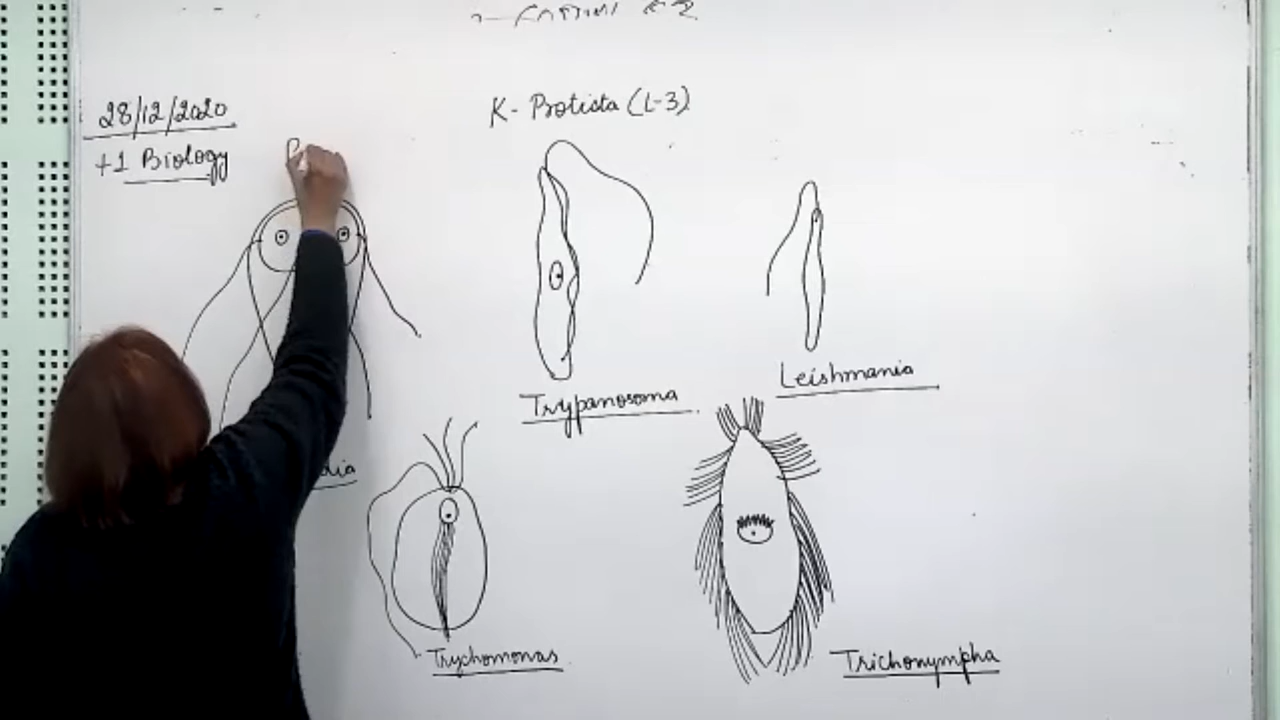 28/12/2020
+1 Biology
K- Protista (L-3)
Trypanosoma
Leishmania
Trychomonas
Trichonympha